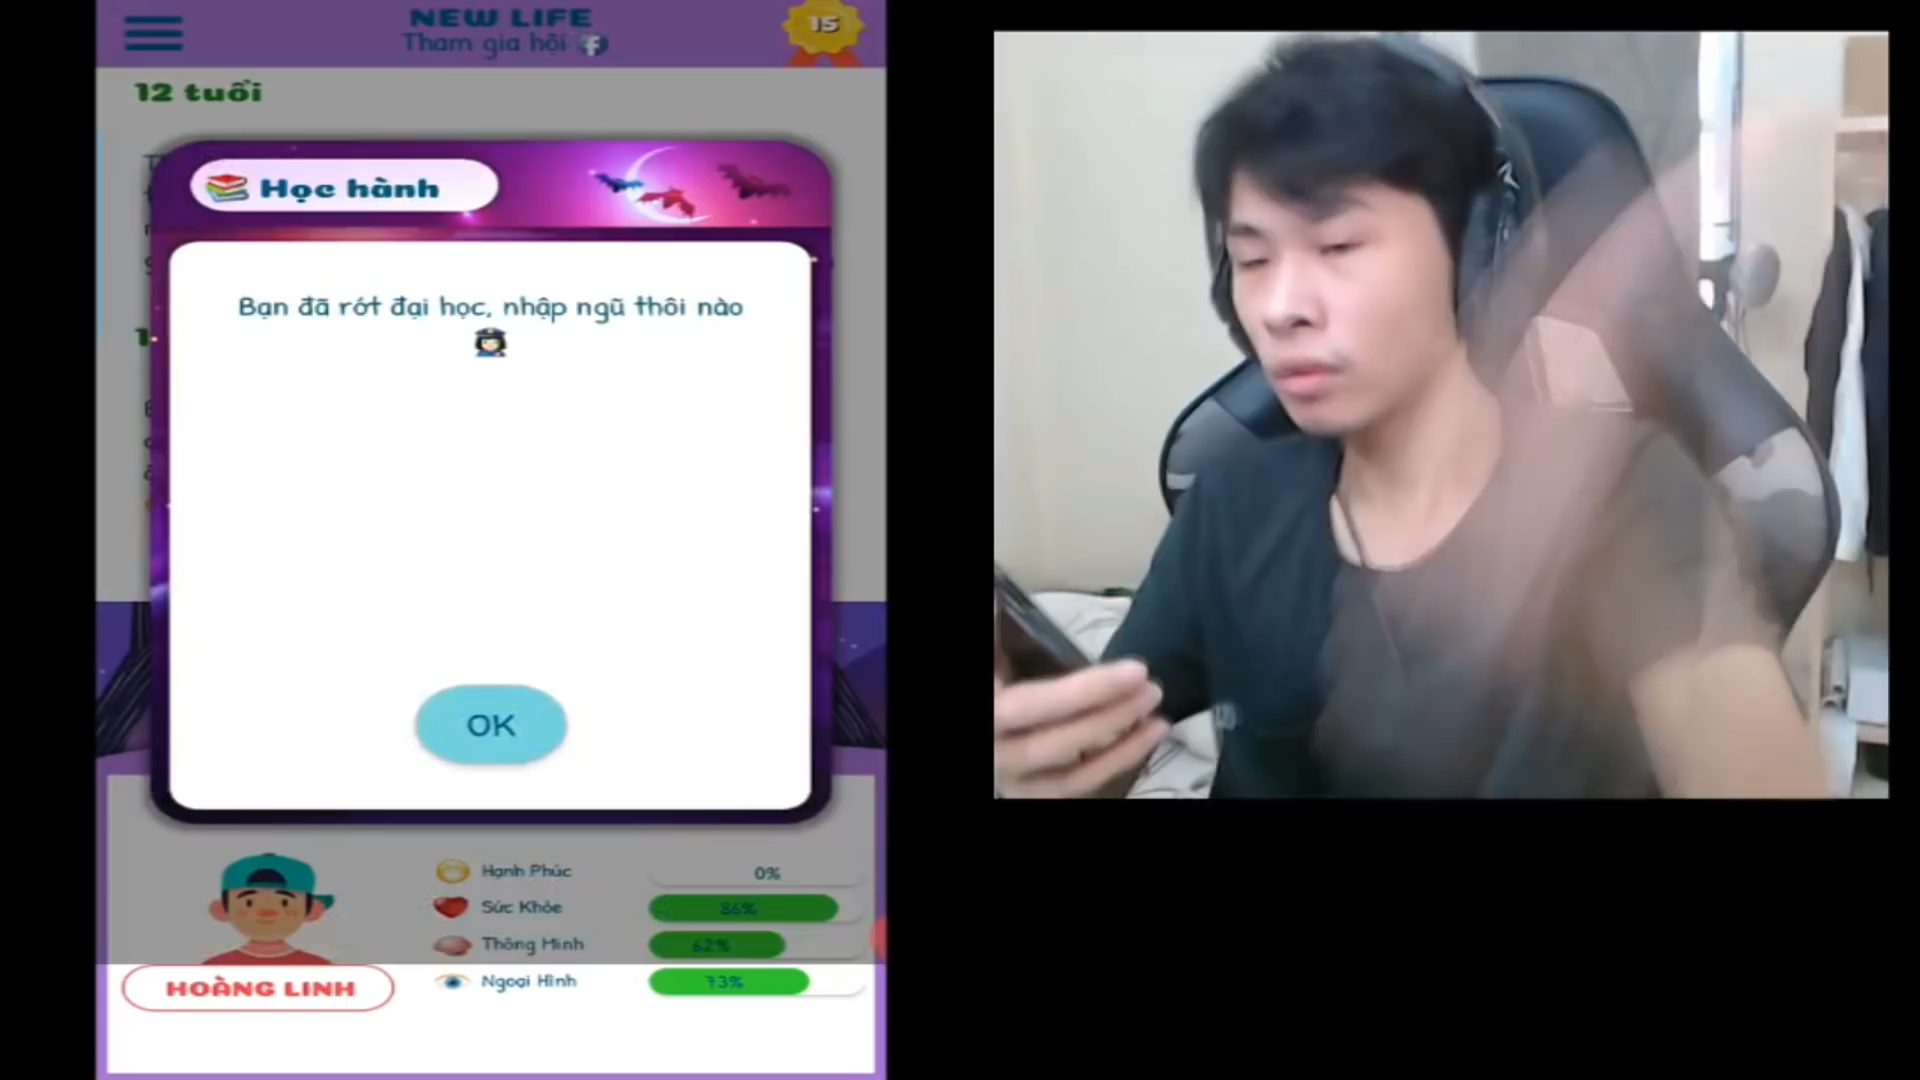 NEW LIFE
Tham gia hội
15
12 tuổi
Học hành
Bạn đã rớt đại học, nhập ngũ thôi nào
OK
Hạnh Phúc 0%
Sức Khỏe 86%
Thông Minh 62%
Ngoại Hình 73%
HOÀNG LINH